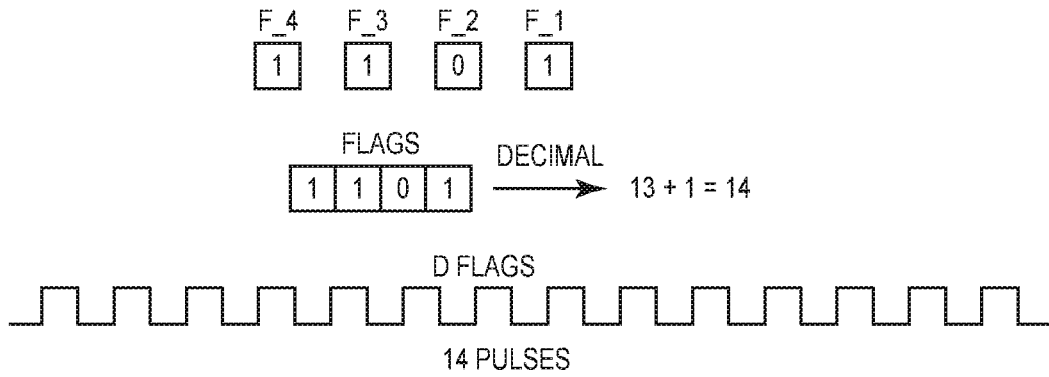 F_4 F_3 F_2 F_1
1 1 0 1
FLAGS
1 1 0 1 DECIMAL 13 + 1 = 14
D FLAGS
14 PULSES